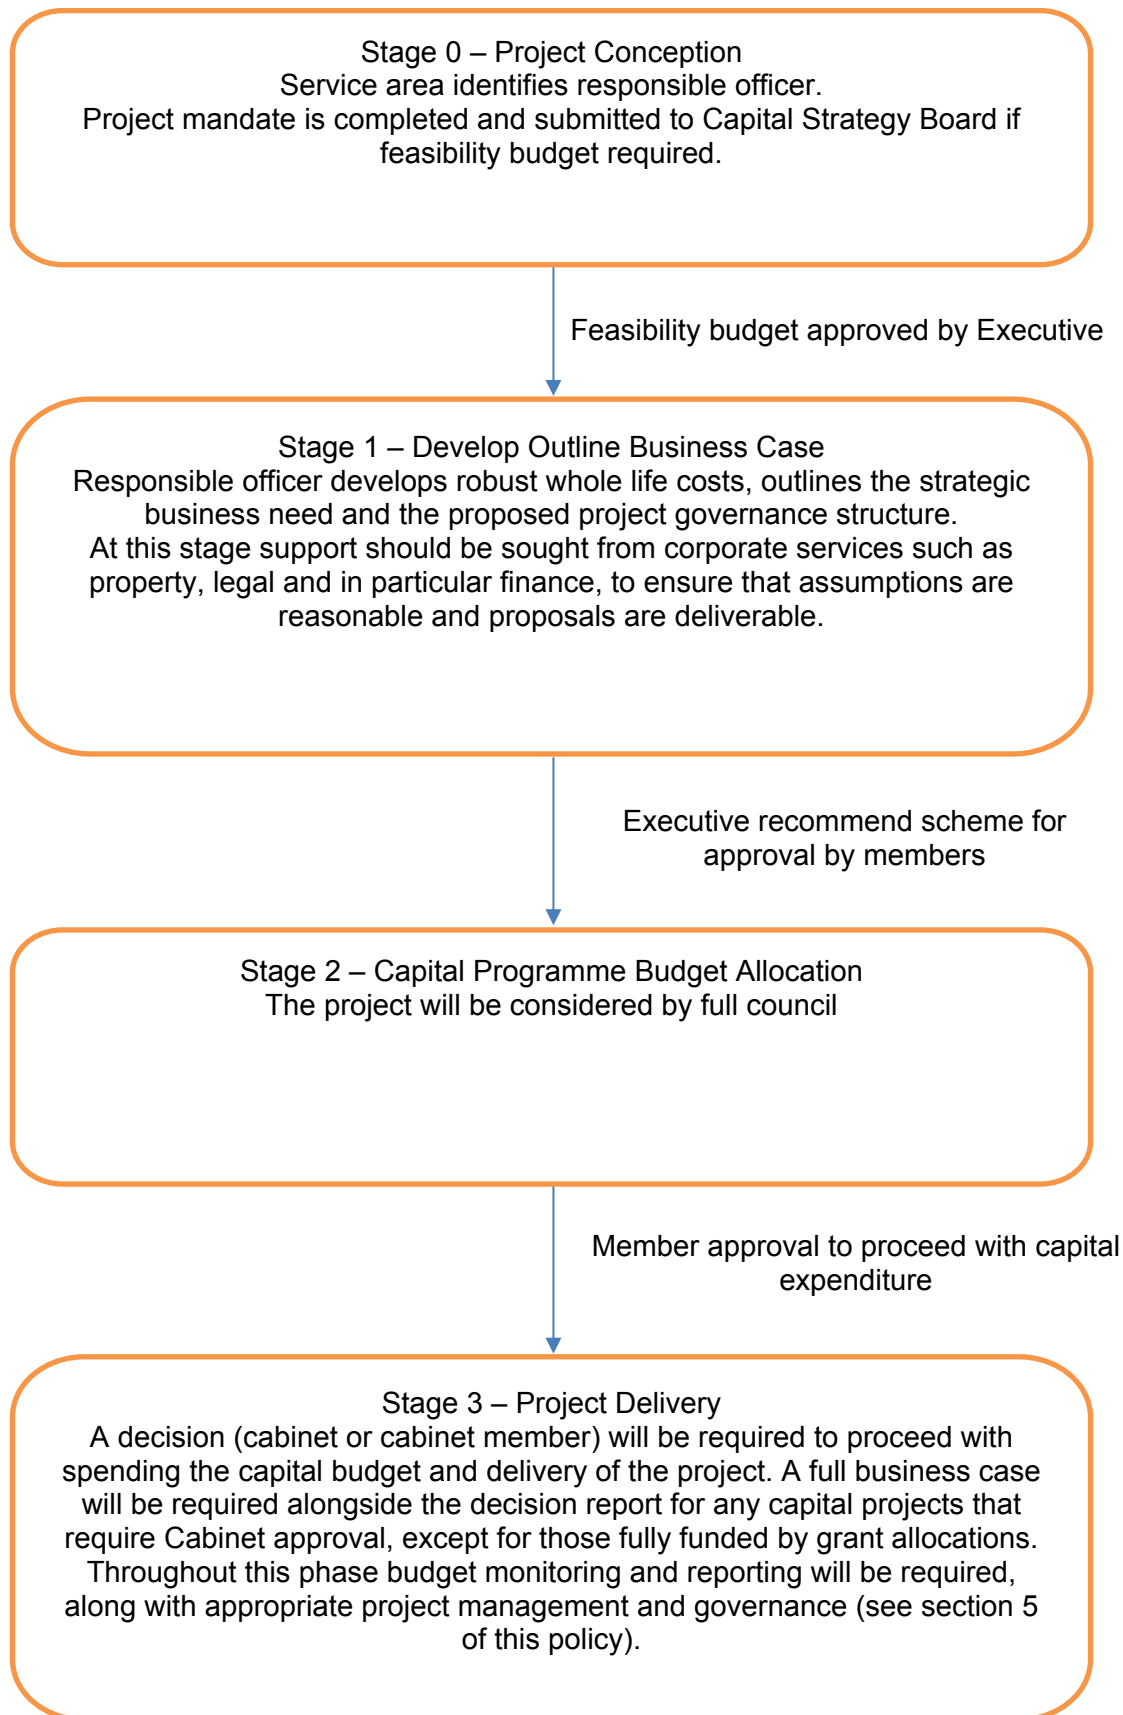 Stage 0 – Project Conception
Service area identifies responsible officer.
Project mandate is completed and submitted to Capital Strategy Board if
feasibility budget required.
Feasibility budget approved by Executive
Stage 1 – Develop Outline Business Case
Responsible officer develops robust whole life costs, outlines the strategic
business need and the proposed project governance structure.
At this stage support should be sought from corporate services such as
property, legal and in particular finance, to ensure that assumptions are
reasonable and proposals are deliverable.
Executive recommend scheme for
approval by members
Stage 2 – Capital Programme Budget Allocation
The project will be considered by full council
Member approval to proceed with capital
expenditure
Stage 3 – Project Delivery
A decision (cabinet or cabinet member) will be required to proceed with
spending the capital budget and delivery of the project. A full business case
will be required alongside the decision report for any capital projects that
require Cabinet approval, except for those fully funded by grant allocations.
Throughout this phase budget monitoring and reporting will be required,
along with appropriate project management and governance (see section 5
of this policy).